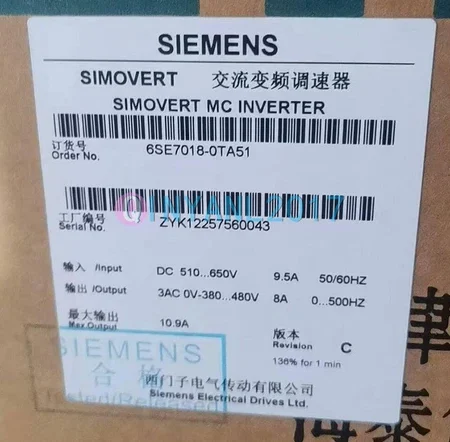 SIEMENS
SIMOVERT 交流变频调速器
SIMOVERT MC INVERTER
订货号
Order No. 6SE7018-0TA51
工厂编号
Serial No. ZYK12257560043
@INYANL2017
输入 /Input DC 510...650V 9.5A 50/60HZ
输出 /Output 3AC 0V-380...480V 8A 0...500HZ
最大输出
Max Output 10.9A
版本
Revision C
136% for 1 min
SIEMENS
合格
Tested/Released
西门子电气传动有限公司
Siemens Electrical Drives Ltd.
津